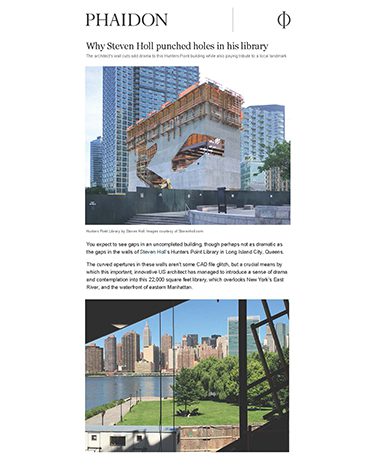 PHAIDON
Why Steven Holl punched holes in his library
The architect's wall cuts add drama to this Hunters Point building while also paying tribute to a local landmark
Hunters Point Library by Steven Holl. Images courtesy of Stevenholl.com
You expect to see gaps in an uncompleted building, though perhaps not as dramatic as
the gaps in the walls of Steven Holl's Hunters Point Library in Long Island City, Queens.
The curved apertures in these walls aren't some CAD file glitch, but a crucial means by
which this important, innovative US architect has managed to introduce a sense of drama
and contemplation into this 22,000 square feet library, which overlooks New York's East
River, and the waterfront of eastern Manhattan.